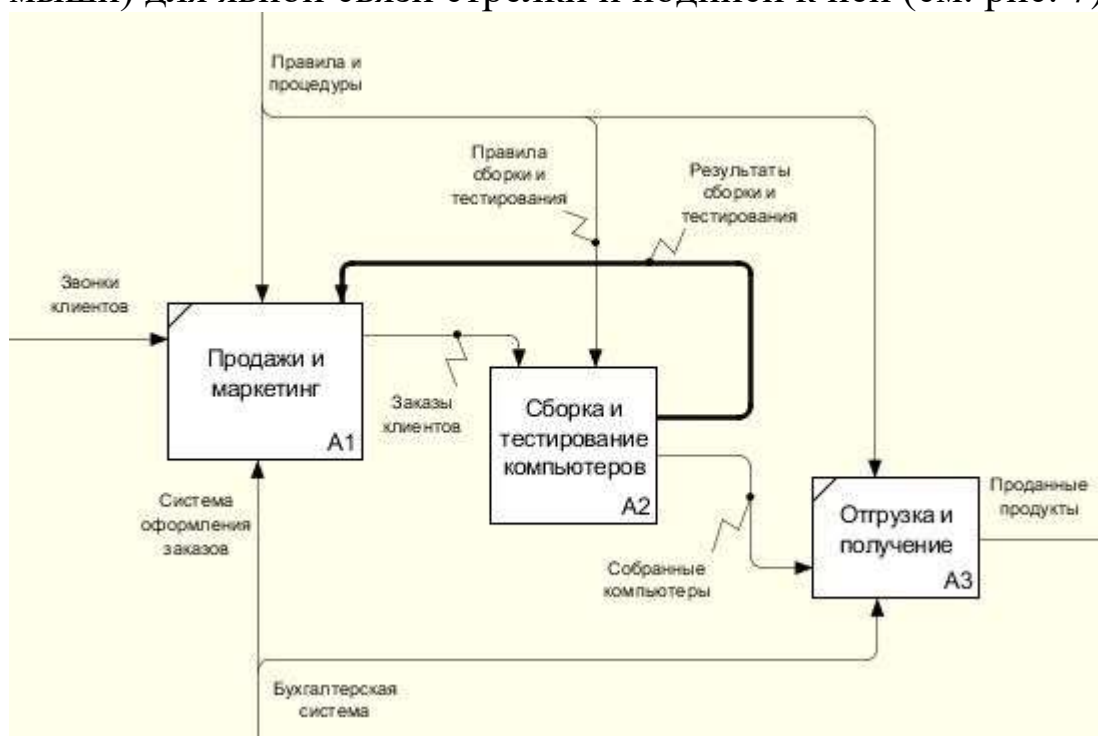 мыши) для явной связи стрелки и подписи к ней (см. рис. 7)
Правила и
процедуры
Правила
сборки и
тестирования
Результаты
сборки и
тестирования
Звонки
клиентов
Продажи и
маркетинг
A1
Заказы
клиентов
Сборка и
тестирование
компьютеров
A2
Система
оформления
заказов
Собранные
компьютеры
Отгрузка и
получение
A3
Проданные
продукты
Бухгалтерская
система